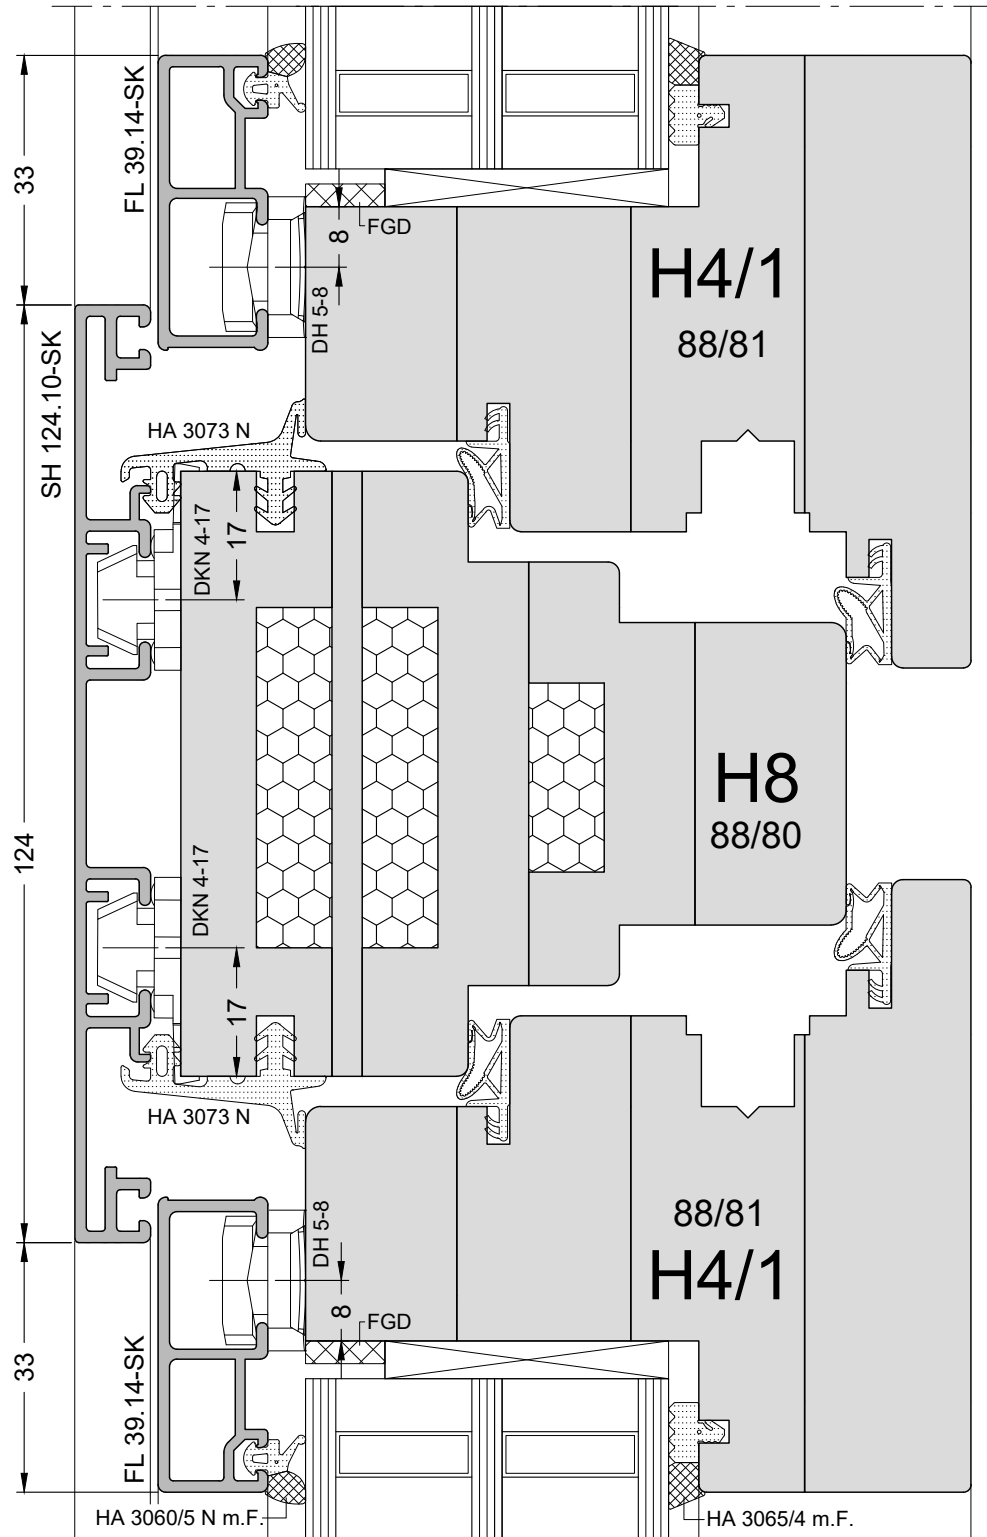 33
FL 39.14-SK
FGD
8
DH 5-8
H4/1
88/81
SH 124.10-SK
HA 3073 N
DKN 4-17
17
124
H8
88/80
DKN 4-17
17
HA 3073 N
DH 5-8
88/81
H4/1
8
FGD
33
FL 39.14-SK
HA 3060/5 N m.F.
HA 3065/4 m.F.